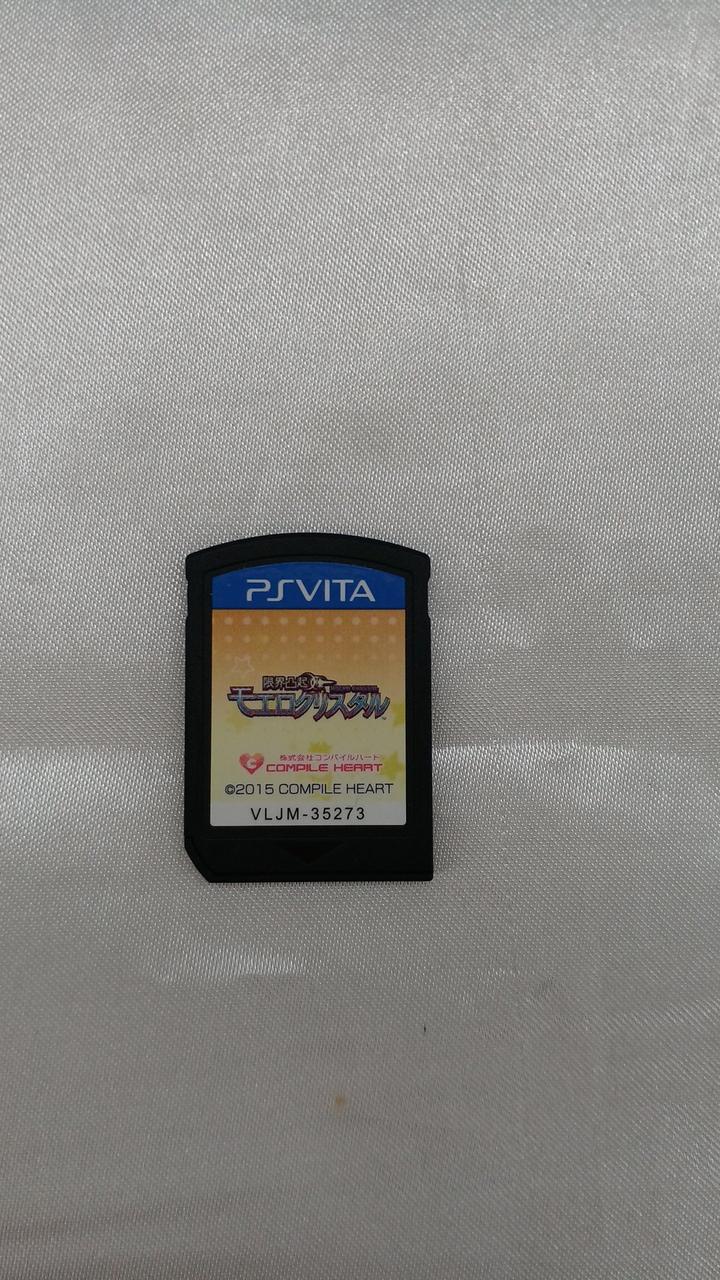 PSVITA
限界凸起
モエロクリスタル
TM
株式会社コンパイルハート
COMPILE HEART
©2015 COMPILE HEART
VLJM-35273